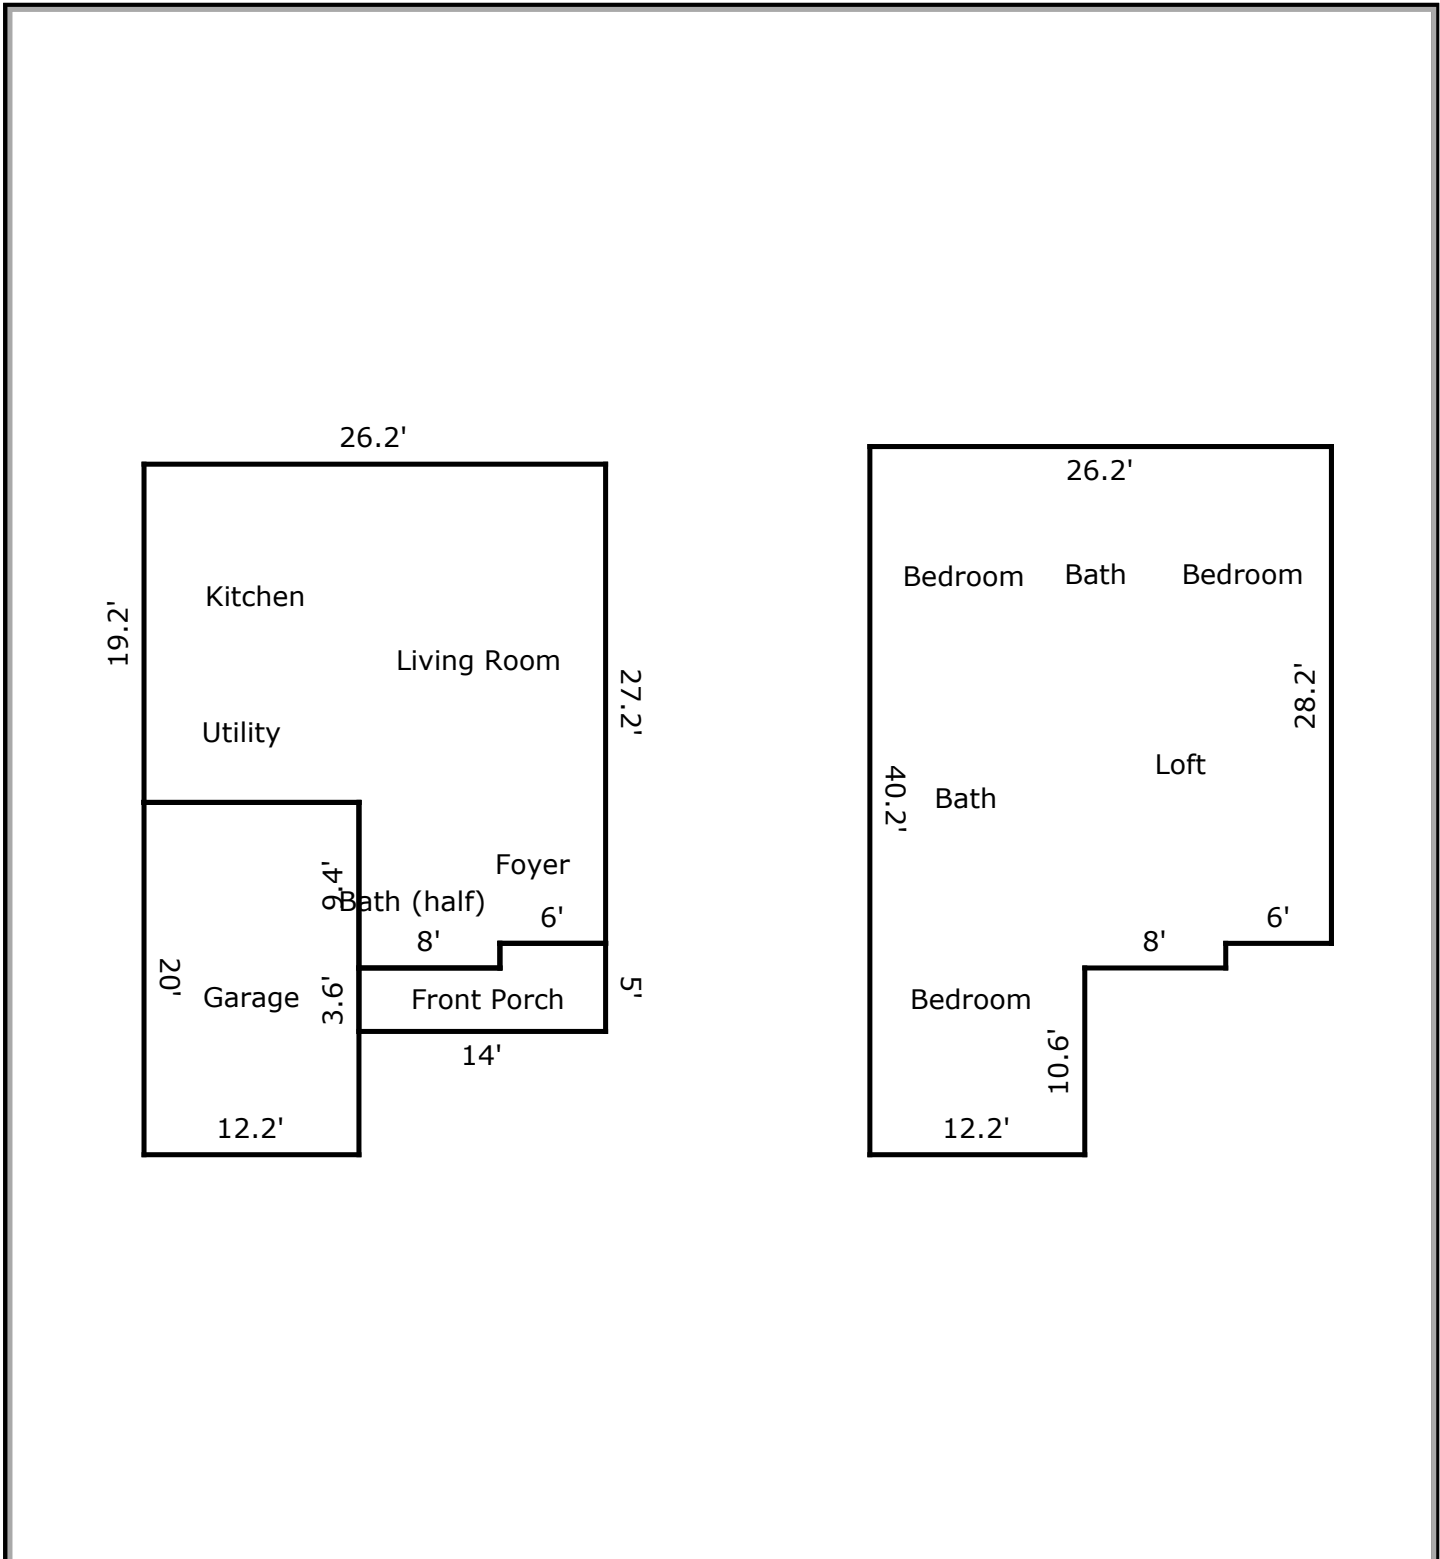 26.2'
19.2'
Kitchen
Living Room
27.2'
Utility
Foyer
9.4'
Bath (half)
6'
8'
20'
Garage
3.6'
Front Porch
5'
14'
12.2'
26.2'
Bedroom
Bath
Bedroom
28.2'
Loft
40.2'
Bath
6'
8'
Bedroom
10.6'
12.2'